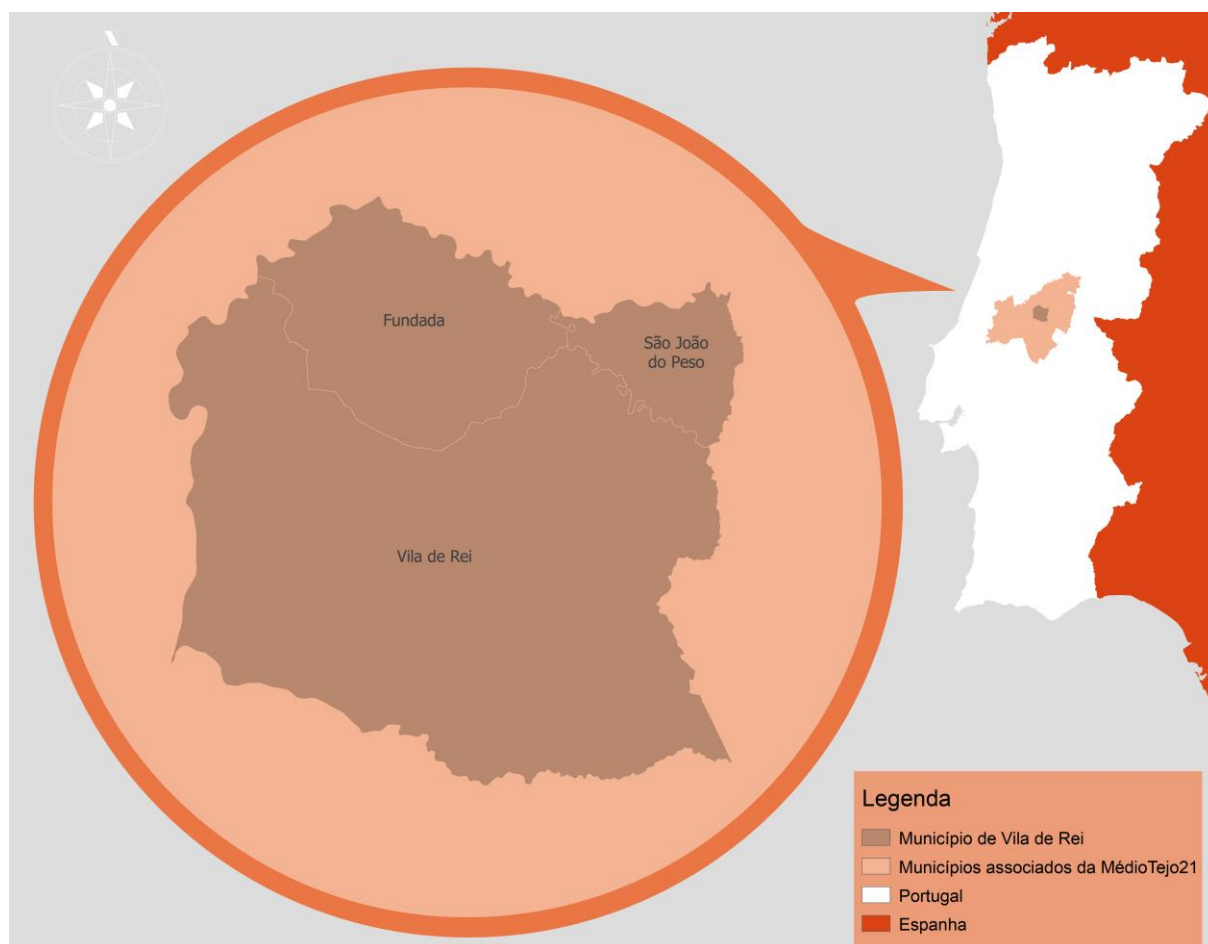 N
Fundada
São João
do Peso
Vila de Rei
Legenda
Município de Vila de Rei
Municípios associados da MédioTejo21
Portugal
Espanha